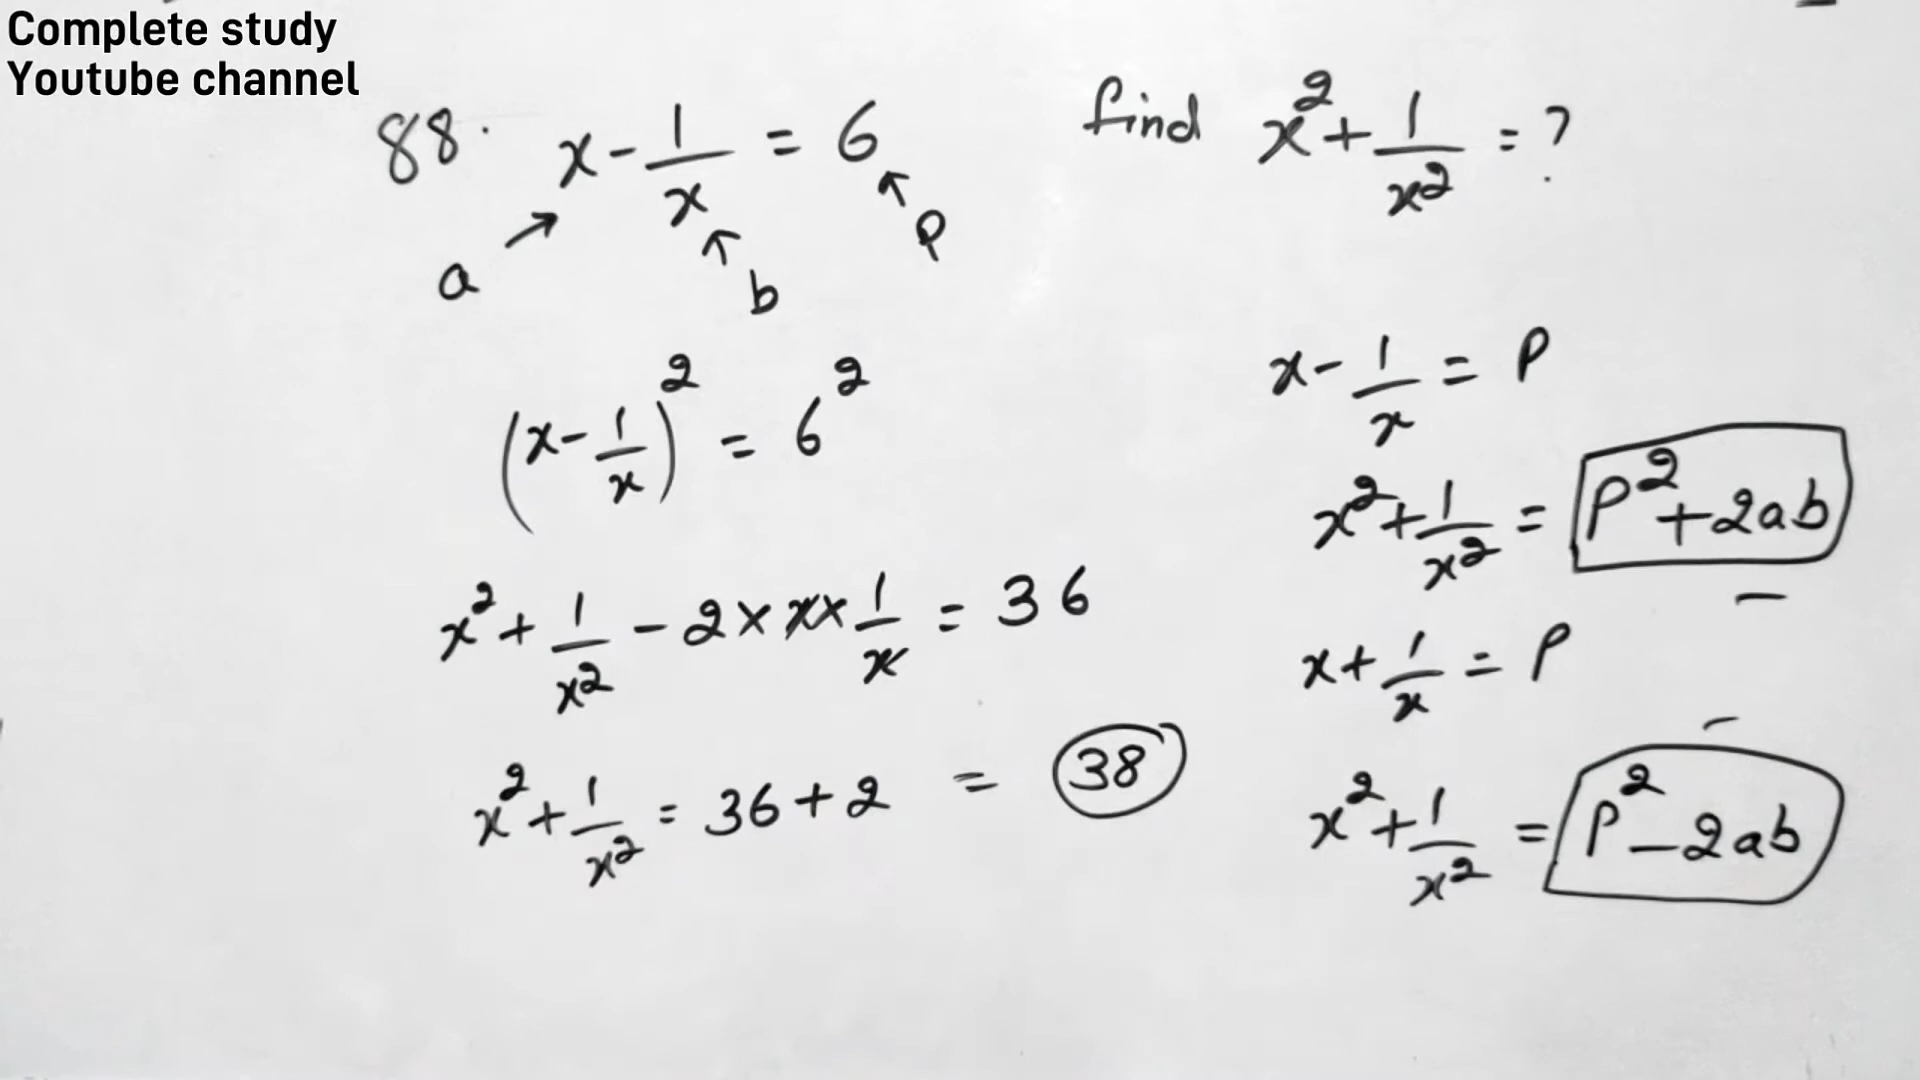 Complete study
Youtube channel
88. x - 1/x = 6
a b p
find x² + 1/x² = ?
(x - 1/x)² = 6²
x² + 1/x² - 2 × x × 1/x = 36
x² + 1/x² = 36 + 2 = 38
x - 1/x = P
x² + 1/x² = P² + 2ab
x + 1/x = P
x² + 1/x² = P² - 2ab